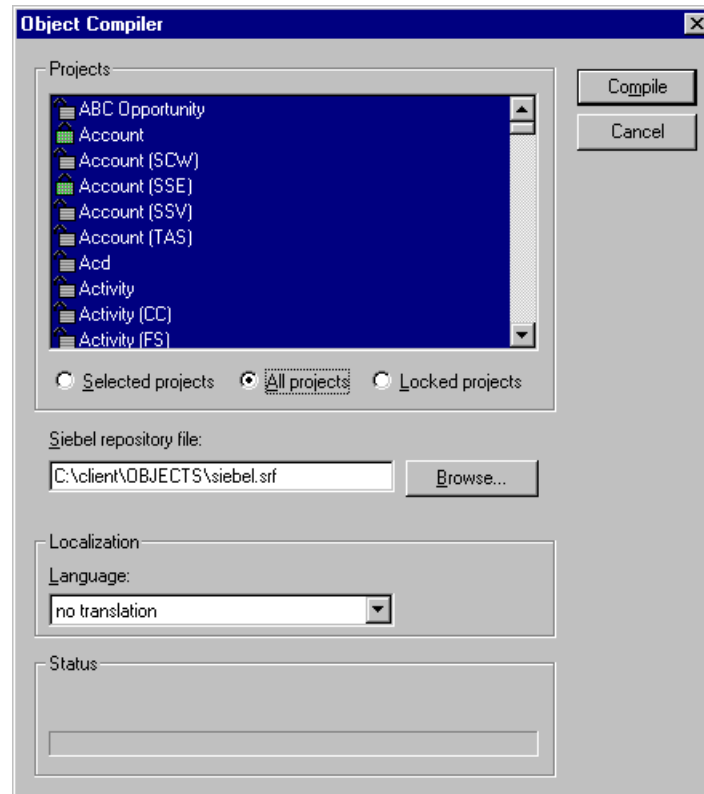 Object Compiler
Projects
ABC Opportunity
Account
Account (SCW)
Account (SSE)
Account (SSV)
Account (TAS)
Acd
Activity
Activity (CC)
Activity (FS)
Selected projects All projects Locked projects
Compile
Cancel
Siebel repository file:
C:\client\OBJECTS\siebel.srf Browse...
Localization
Language:
no translation
Status